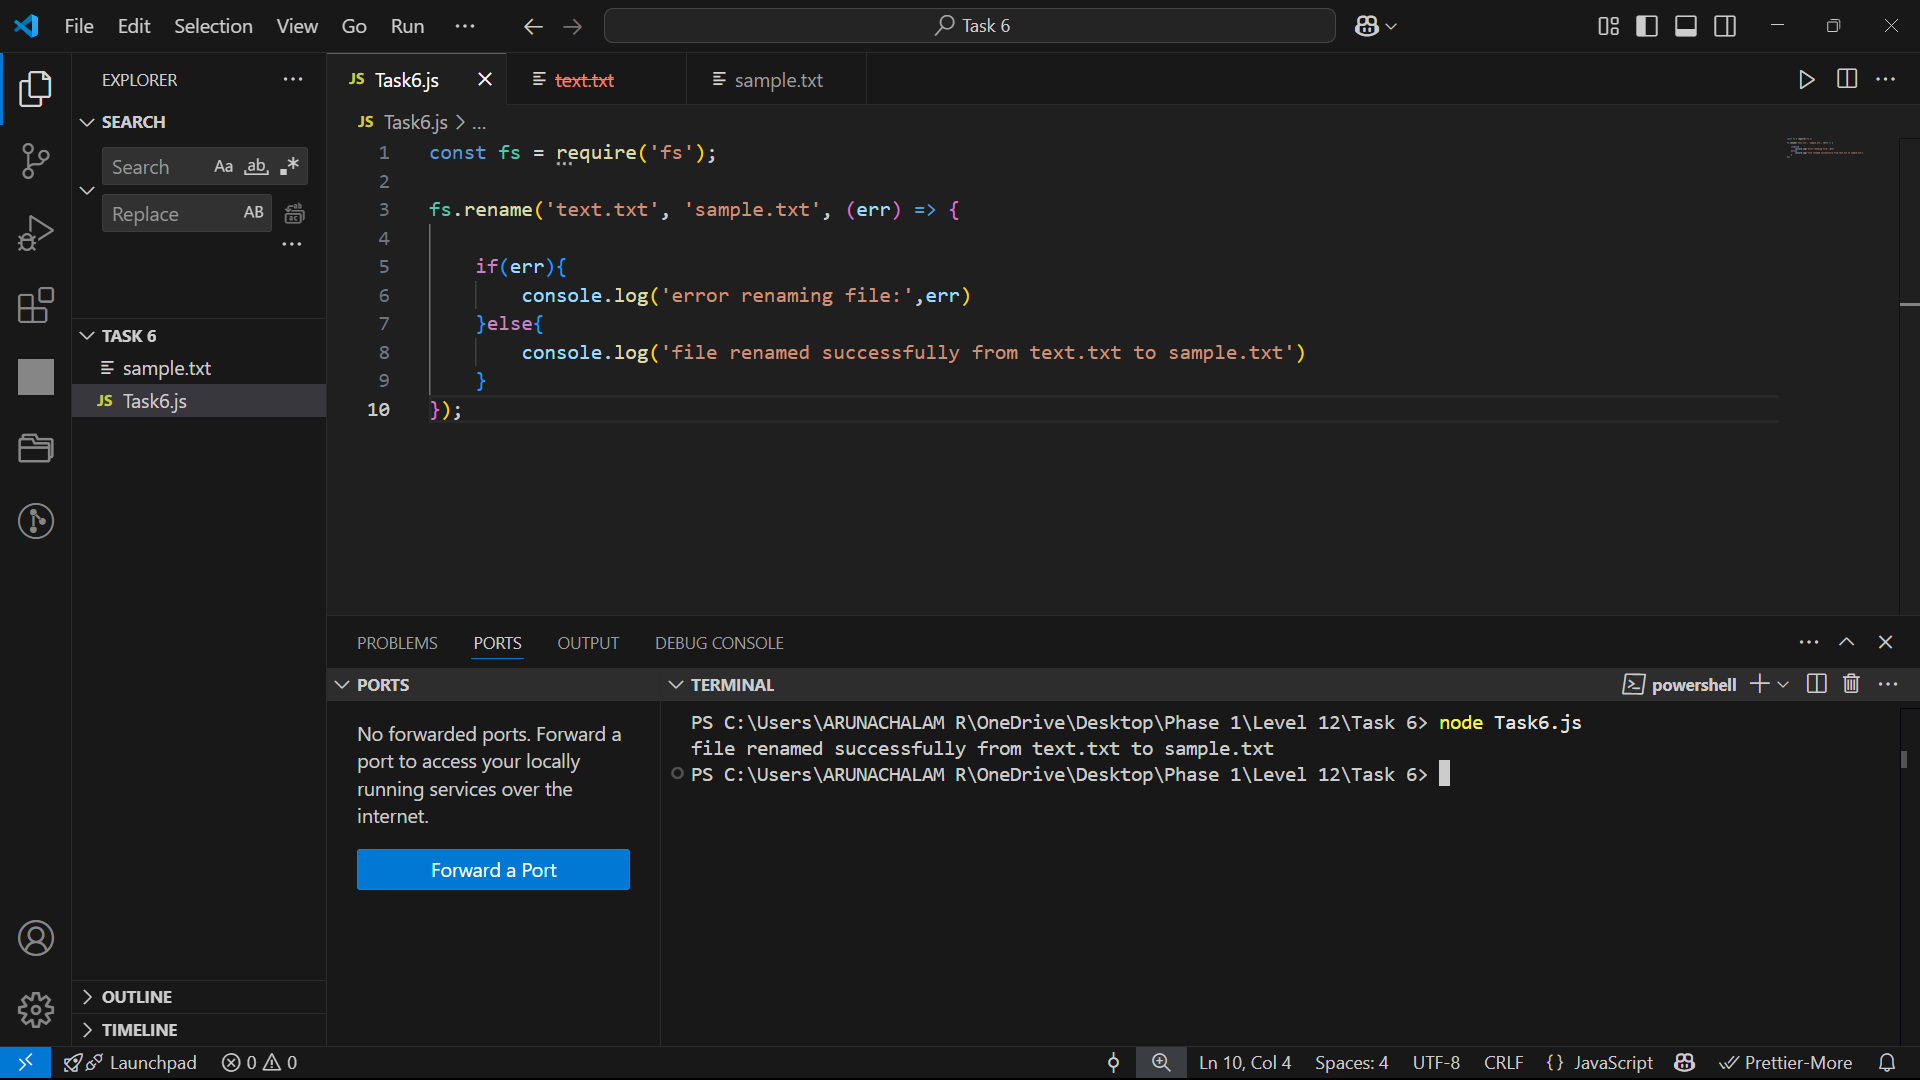 File Edit Selection View Go Run
Task 6
EXPLORER
SEARCH
Search Aa ab
Replace AB
TASK 6
sample.txt
JS Task6.js
OUTLINE
TIMELINE
JS Task6.js text.txt sample.txt
JS Task6.js > ...
1 const fs = require('fs');
2
3 fs.rename('text.txt', 'sample.txt', (err) => {
4
5 if(err){
6 console.log('error renaming file:',err)
7 }else{
8 console.log('file renamed successfully from text.txt to sample.txt')
9 }
10 });
PROBLEMS PORTS OUTPUT DEBUG CONSOLE
PORTS
No forwarded ports. Forward a
port to access your locally
running services over the
internet.
Forward a Port
TERMINAL
powershell
PS C:\Users\ARUNACHALAM R\OneDrive\Desktop\Phase 1\Level 12\Task 6> node Task6.js
file renamed successfully from text.txt to sample.txt
PS C:\Users\ARUNACHALAM R\OneDrive\Desktop\Phase 1\Level 12\Task 6>
Launchpad 0 0 Ln 10, Col 4 Spaces: 4 UTF-8 CRLF {} JavaScript Prettier-More